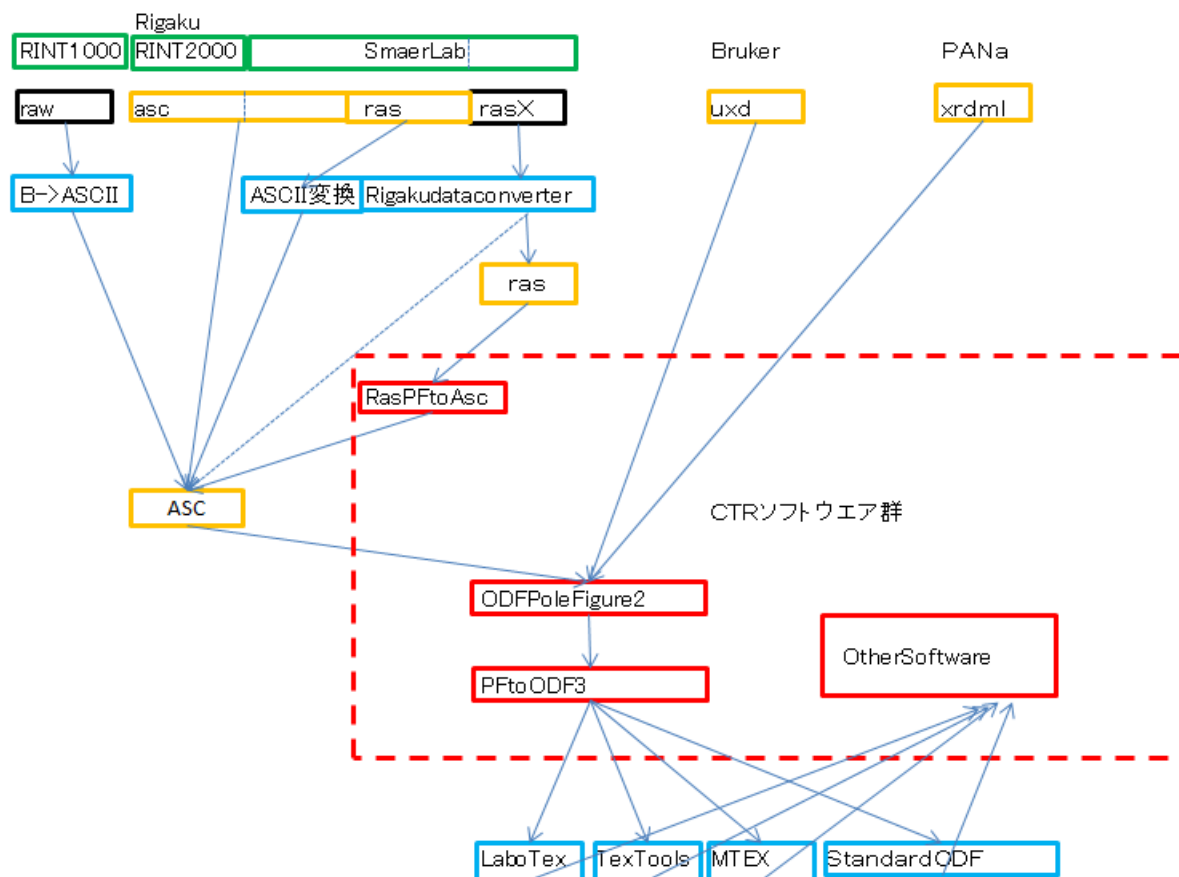 Rigaku
RINT1000 RINT2000 SmaerLab Bruker PANa
raw asc ras rasX uxd xrdml
B->ASCII ASCII変換 Rigakudataconverter
ras
RasPFtoAsc
ASC CTRソフトウエア群
ODFPoleFigure2
OtherSoftware
PFtoODF3
LaboTex TexTools MTEX StandardODF